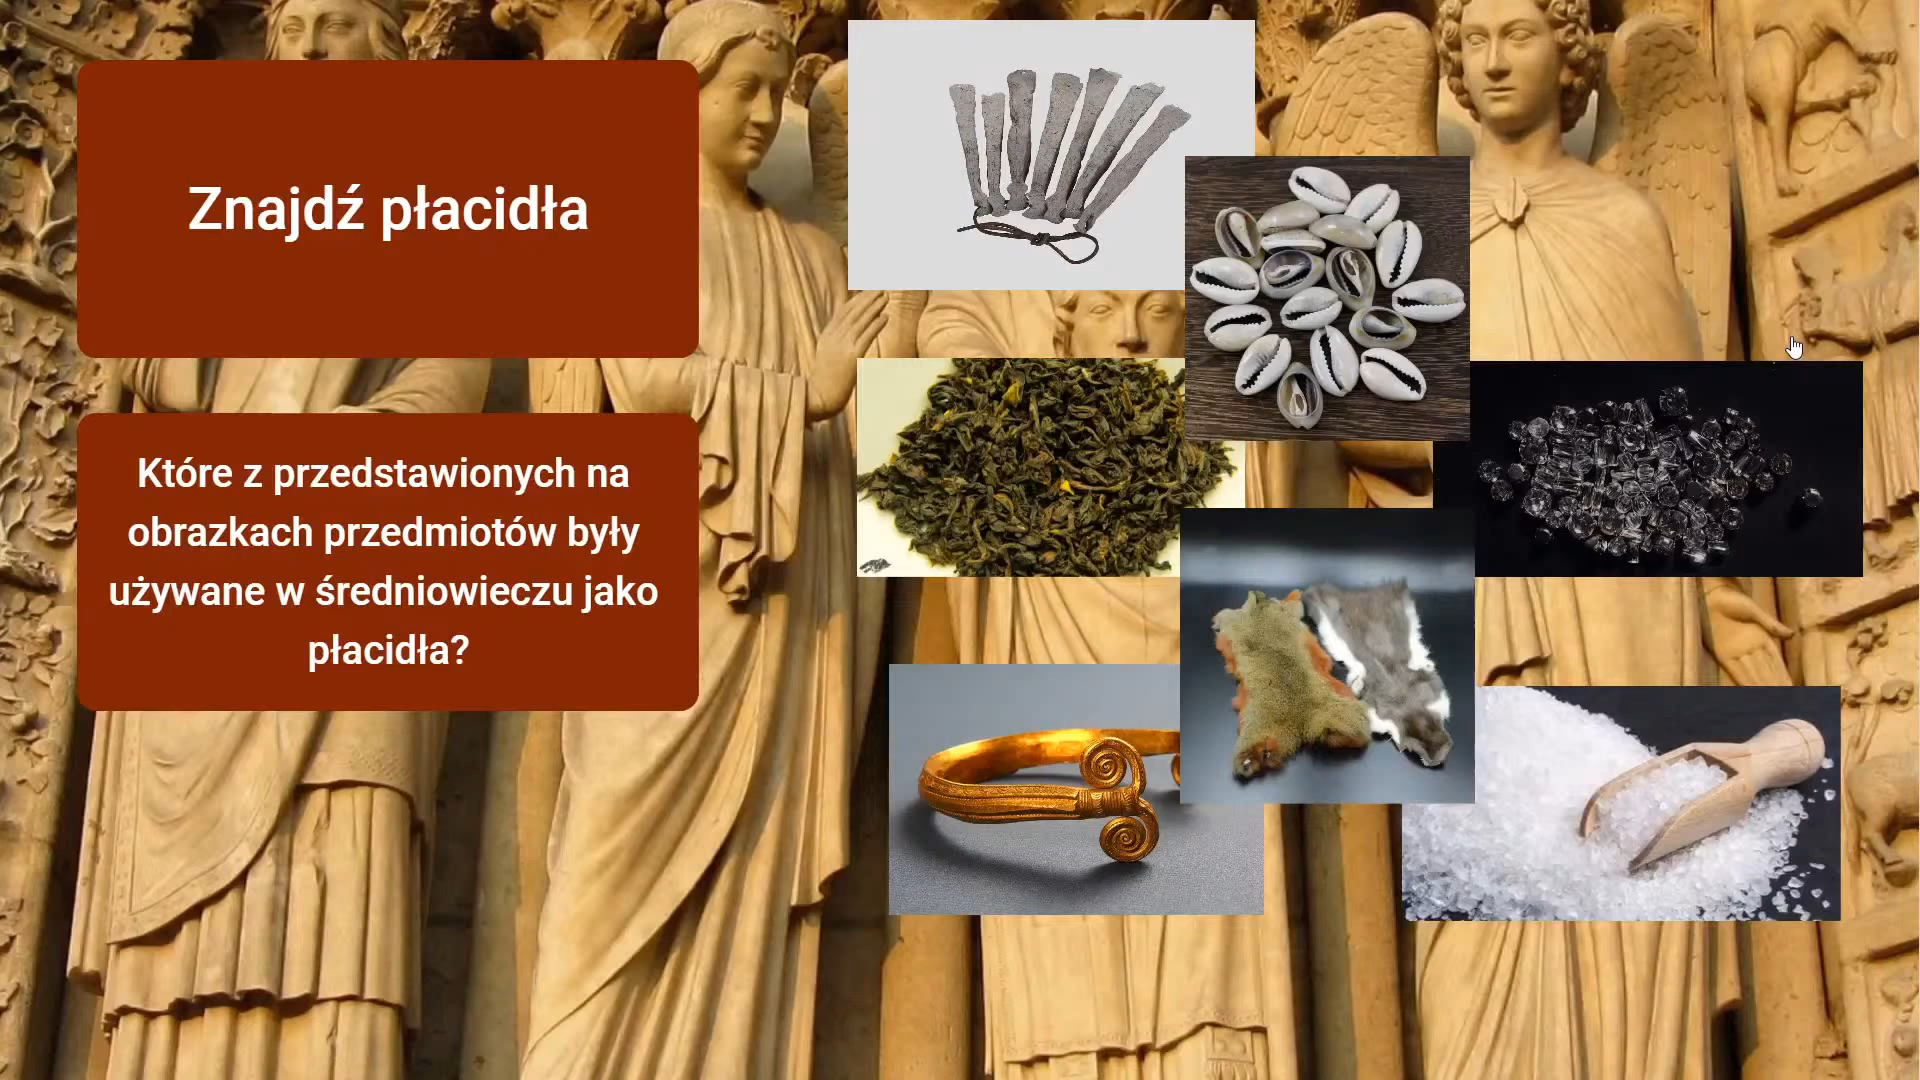 Znajdź płacidła
Które z przedstawionych na
obrazkach przedmiotów były
używane w średniowieczu jako
płacidła?